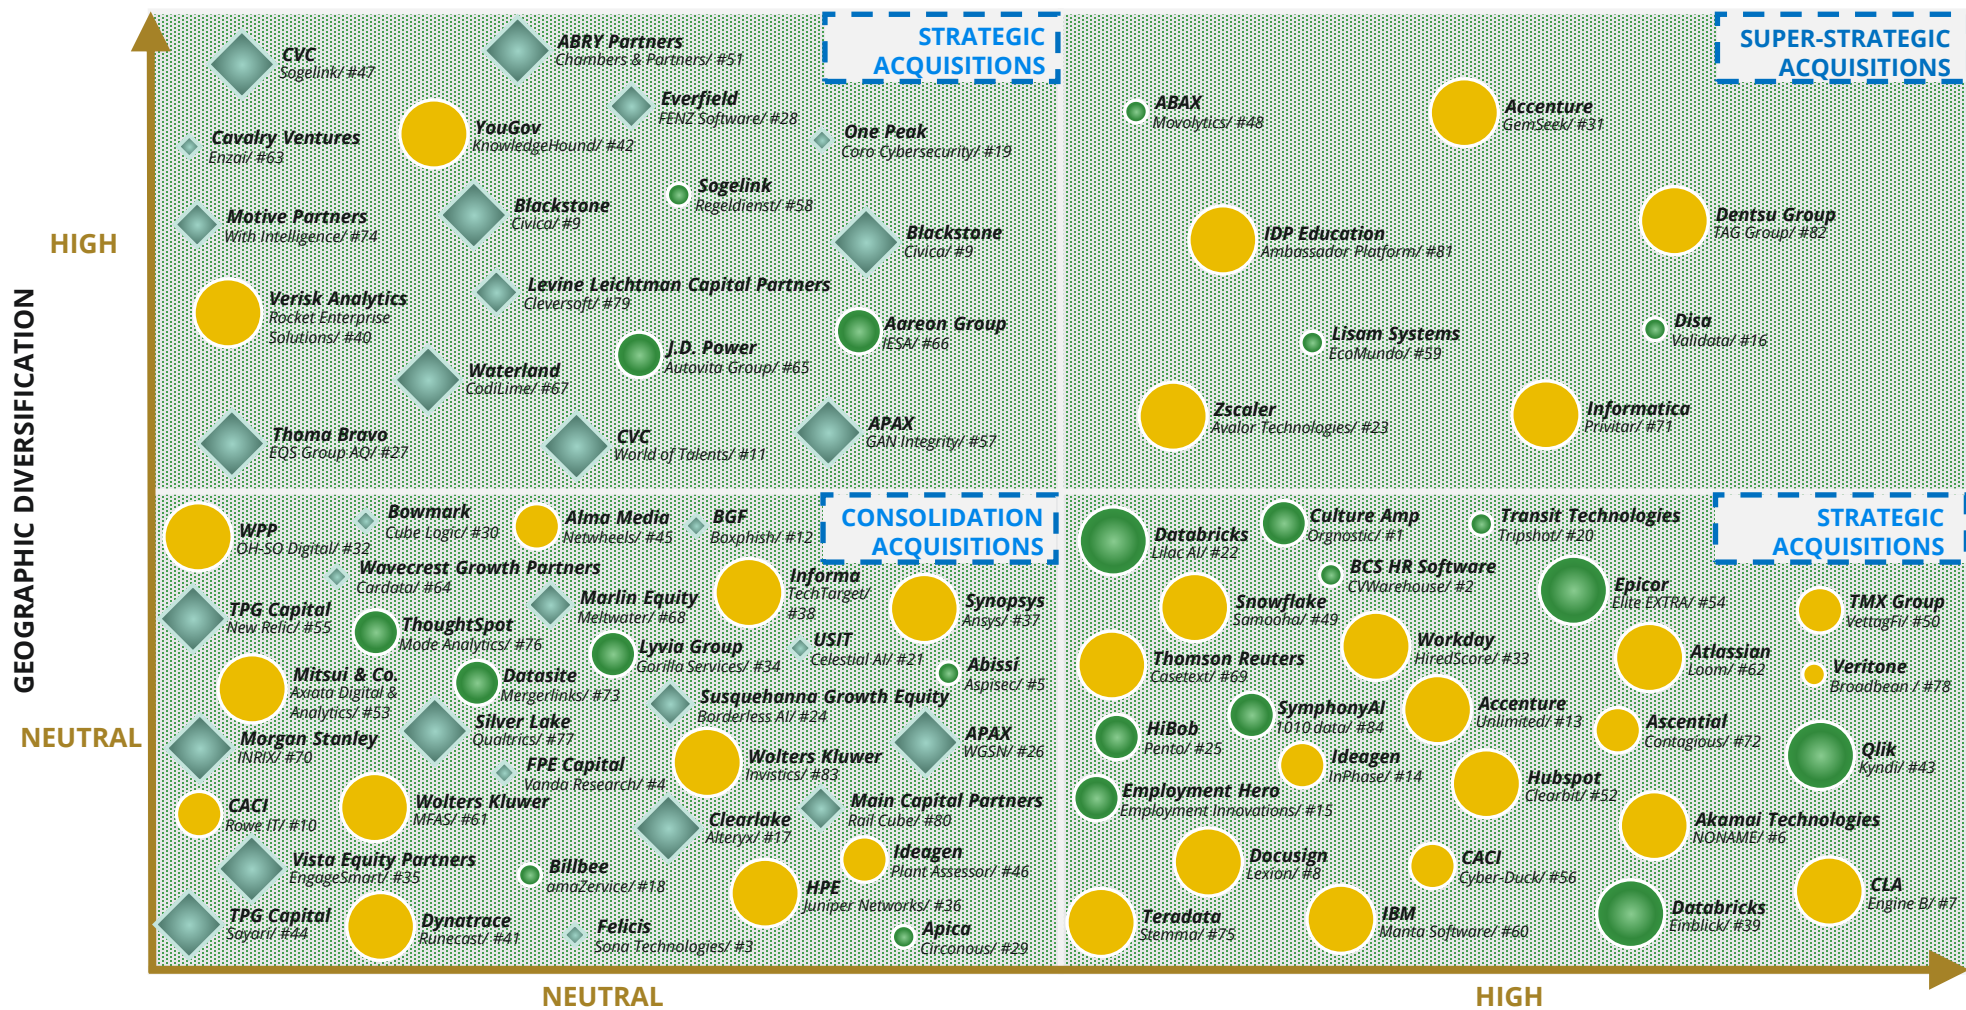 STRATEGIC
ACQUISITIONS
CVC
Sogelink/ #47
ABRY Partners
Chambers & Partners/ #51
Everfield
FENZ Software/ #28
One Peak
Coro Cybersecurity/ #19
Cavalry Ventures
Enzai/ #63
YouGov
KnowledgeHound/ #42
Sogelink
Regeldienst/ #58
Motive Partners
With Intelligence/ #74
Blackstone
Civica/ #9
Blackstone
Civica/ #9
Levine Leichtman Capital Partners
Cleversoft/ #79
Verisk Analytics
Rocket Enterprise
Solutions/ #40
Aareon Group
IESA/ #66
J.D. Power
Autovita Group/ #65
Waterland
CodiLime/ #67
Thoma Bravo
EQS Group AQ/ #27
CVC
World of Talents/ #11
APAX
GAN Integrity/ #57
SUPER-STRATEGIC
ACQUISITIONS
ABAX
Movolytics/ #48
Accenture
GemSeek/ #31
IDP Education
Ambassador Platform/ #81
Dentsu Group
TAG Group/ #82
Lisam Systems
EcoMundo/ #59
Disa
Validata/ #16
Zscaler
Avalor Technologies/ #23
Informatica
Privitar/ #71
HIGH
GEOGRAPHIC DIVERSIFICATION
NEUTRAL
CONSOLIDATION
ACQUISITIONS
WPP
OH-SO Digital/ #32
Bowmark
Cube Logic/ #30
Alma Media
Netwheels/ #45
BGF
Boxphish/ #12
Wavecrest Growth Partners
Cardata/ #64
TPG Capital
New Relic/ #55
ThoughtSpot
Mode Analytics/ #76
Marlin Equity
Meltwater/ #68
Informa
TechTarget/
#38
Synopsys
Ansys/ #37
Lyvia Group
Gorilla Services/ #34
USIT
Celestial AI/ #21
Abissi
Aspisec/ #5
Mitsui & Co.
Axiata Digital &
Analytics/ #53
Datasite
Mergerlinks/ #73
Susquehanna Growth Equity
Borderless AI/ #24
Morgan Stanley
INRIX/ #70
Silver Lake
Qualtrics/ #77
APAX
WGSN/ #26
FPE Capital
Vanda Research/ #4
Wolters Kluwer
Invistics/ #83
CACI
Rowe IT/ #10
Wolters Kluwer
MFAS/ #61
Clearlake
Alteryx/ #17
Main Capital Partners
Rail Cube/ #80
Vista Equity Partners
EngageSmart/ #35
Billbee
amaZervice/ #18
Ideagen
Plant Assessor/ #46
HPE
Juniper Networks/ #36
TPG Capital
Sayari/ #44
Dynatrace
Runecast/ #41
Felicis
Sona Technologies/ #3
Apica
Circonous/ #29
STRATEGIC
ACQUISITIONS
Databricks
Lilac AI/ #22
Culture Amp
Orgnostic/ #1
Transit Technologies
Tripshot/ #20
BCS HR Software
CVWarehouse/ #2
Snowflake
Samooha/ #49
Epicor
Elite EXTRA/ #54
TMX Group
VettagFi/ #50
Thomson Reuters
Casetext/ #69
Workday
HiredScore/ #33
Atlassian
Loom/ #62
Veritone
Broadbean / #78
HiBob
Pento/ #25
SymphonyAI
1010 data/ #84
Accenture
Unlimited/ #13
Ascential
Contagious/ #72
Ideagen
InPhase/ #14
Qlik
Kyndi/ #43
Employment Hero
Employment Innovations/ #15
Hubspot
Clearbit/ #52
Akamai Technologies
NONAME/ #6
Docusign
Lexion/ #8
CACI
Cyber-Duck/ #56
CLA
Engine B/ #7
Teradata
Stemma/ #75
IBM
Manta Software/ #60
Databricks
Einblick/ #39
NEUTRAL
HIGH